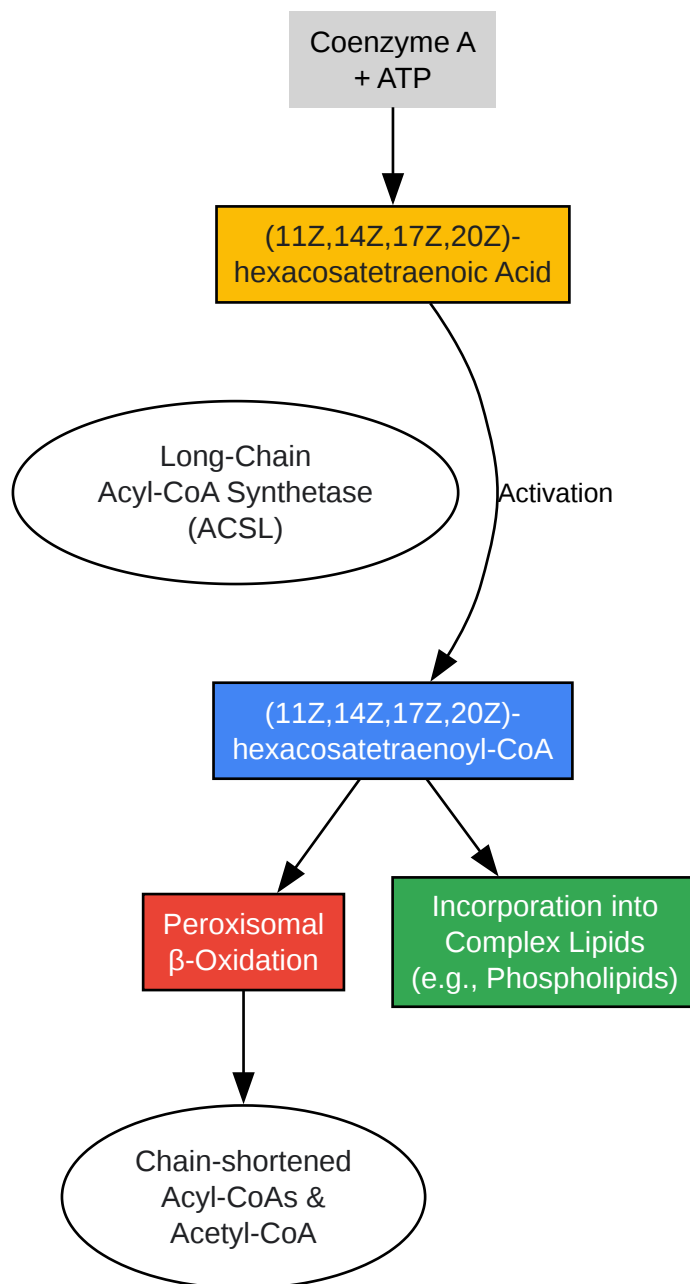 Coenzyme A
+ ATP
(11Z,14Z,17Z,20Z)-
hexacosatetraenoic Acid
Long-Chain
Acyl-CoA Synthetase
(ACSL)
Activation
(11Z,14Z,17Z,20Z)-
hexacosatetraenoyl-CoA
Peroxisomal
β-Oxidation
Incorporation into
Complex Lipids
(e.g., Phospholipids)
Chain-shortened
Acyl-CoAs &
Acetyl-CoA